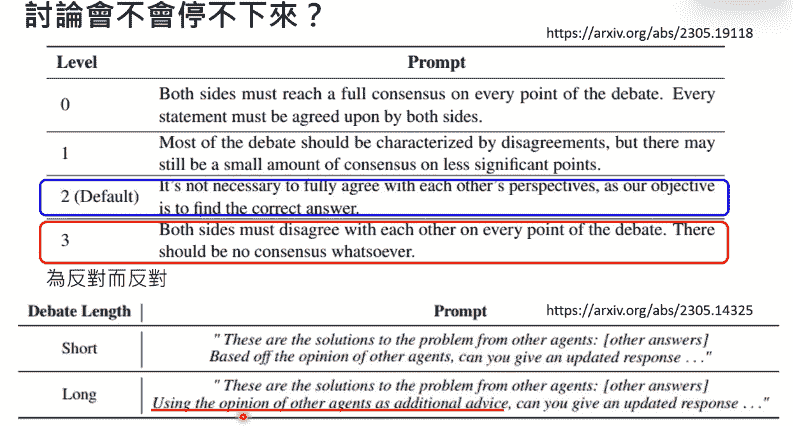 討論會不會停不下來？
https://arxiv.org/abs/2305.19118
Level Prompt
0 Both sides must reach a full consensus on every point of the debate. Every
statement must be agreed upon by both sides.
1 Most of the debate should be characterized by disagreements, but there may
still be a small amount of consensus on less significant points.
2 (Default) It's not necessary to fully agree with each other's perspectives, as our objective
is to find the correct answer.
3 Both sides must disagree with each other on every point of the debate. There
should be no consensus whatsoever.
為反對而反對
Debate Length Prompt https://arxiv.org/abs/2305.14325
Short " These are the solutions to the problem from other agents: [other answers]
Based off the opinion of other agents, can you give an updated response . . ."
Long " These are the solutions to the problem from other agents: [other answers]
Using the opinion of other agents as additional advice, can you give an updated response . . ."